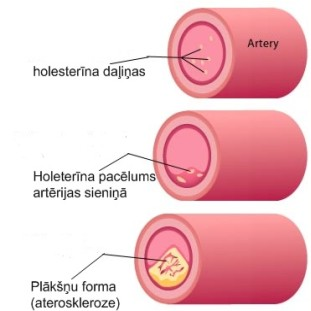 Artery
holesterīna daļiņas
Holeterīna pacēlums
artērijas sieniņā
Plākšņu forma
(ateroskleroze)